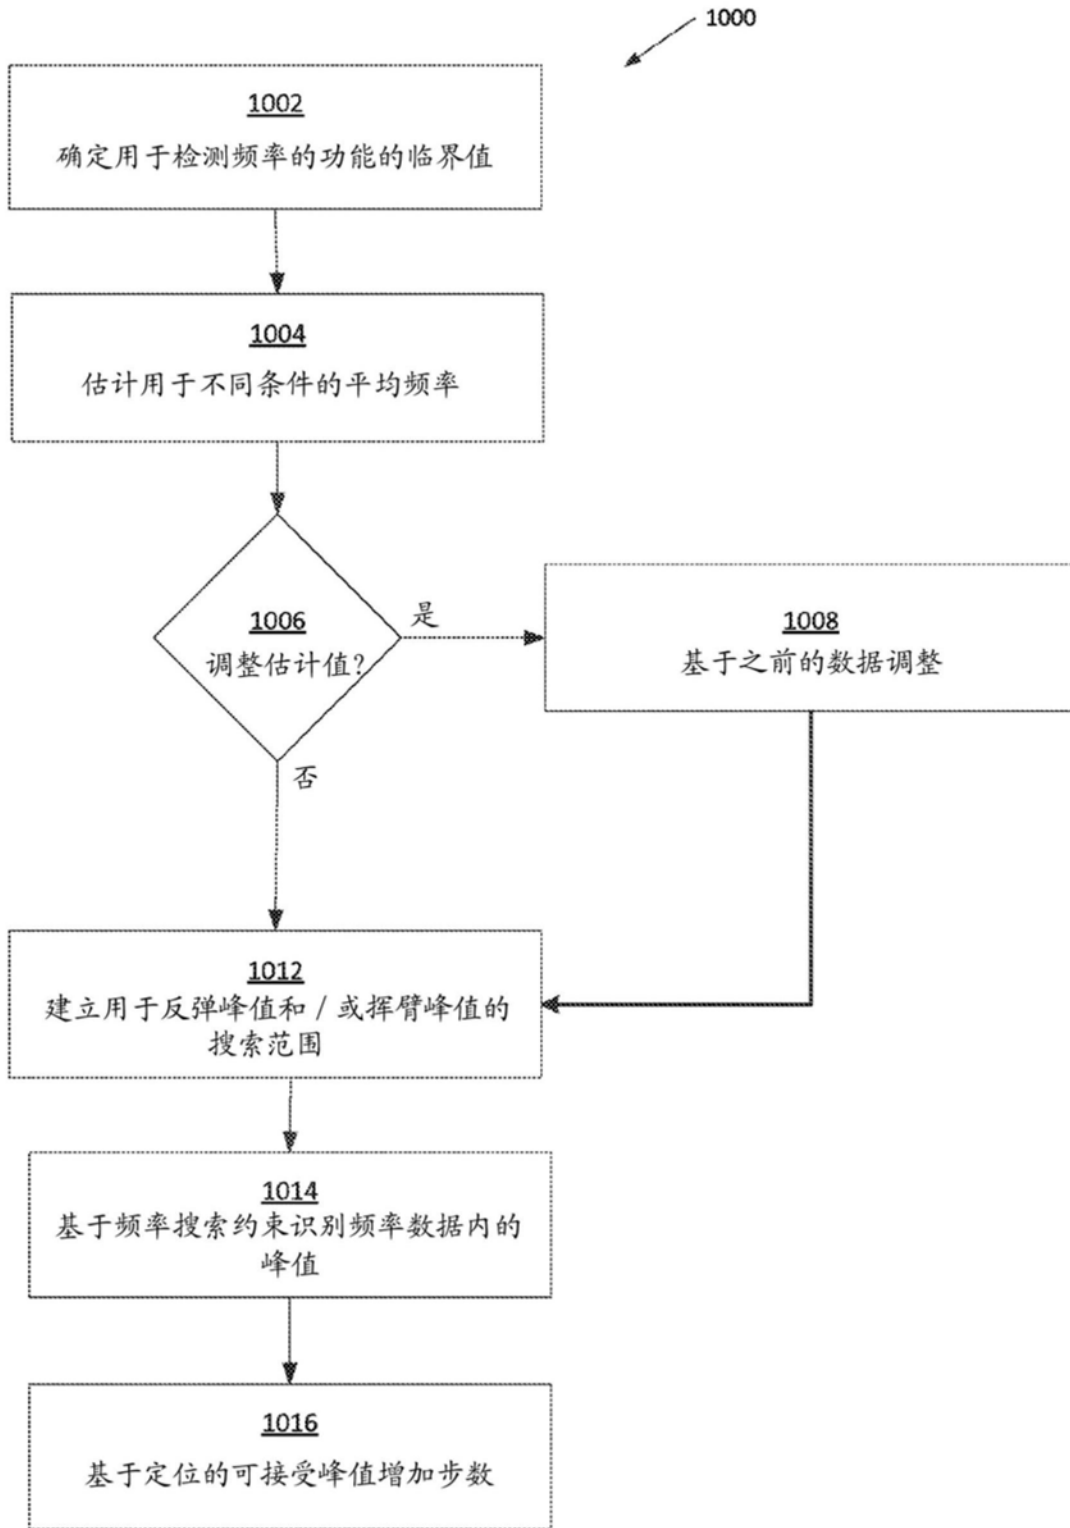 1000
1002
确定用于检测频率的功能的临界值
1004
估计用于不同条件的平均频率
1006
调整估计值?
是
1008
基于之前的数据调整
否
1012
建立用于反弹峰值和 / 或挥臂峰值的
搜索范围
1014
基于频率搜索约束识别频率数据内的
峰值
1016
基于定位的可接受峰值增加步数